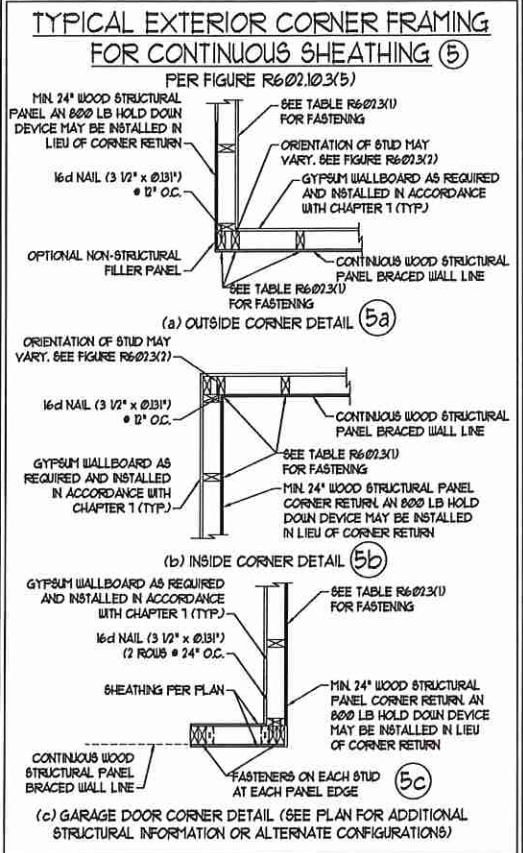 TYPICAL EXTERIOR CORNER FRAMING
FOR CONTINUOUS SHEATHING 5
PER FIGURE R602.10.3(5)
MIN. 24" WOOD STRUCTURAL
PANEL AN 800 LB HOLD DOWN
DEVICE MAY BE INSTALLED IN
LIEU OF CORNER RETURN
16d NAIL (3 1/2" x 0.131")
@ 12" O.C.
OPTIONAL NON-STRUCTURAL
FILLER PANEL
SEE TABLE R602.3(1)
FOR FASTENING
ORIENTATION OF STUD MAY
VARY. SEE FIGURE R602.3(2)
GYPSUM WALLBOARD AS REQUIRED
AND INSTALLED IN ACCORDANCE
WITH CHAPTER 7 (TYP.)
CONTINUOUS WOOD STRUCTURAL
PANEL BRACED WALL LINE
SEE TABLE R602.3(1)
FOR FASTENING
(a) OUTSIDE CORNER DETAIL 5a
ORIENTATION OF STUD MAY
VARY. SEE FIGURE R602.3(2)
16d NAIL (3 1/2" x 0.131")
@ 12" O.C.
GYPSUM WALLBOARD AS
REQUIRED AND INSTALLED
IN ACCORDANCE WITH
CHAPTER 7 (TYP.)
CONTINUOUS WOOD STRUCTURAL
PANEL BRACED WALL LINE
SEE TABLE R602.3(1)
FOR FASTENING
MIN. 24" WOOD STRUCTURAL PANEL
CORNER RETURN. AN 800 LB HOLD
DOWN DEVICE MAY BE INSTALLED
IN LIEU OF CORNER RETURN
(b) INSIDE CORNER DETAIL 5b
GYPSUM WALLBOARD AS REQUIRED
AND INSTALLED IN ACCORDANCE
WITH CHAPTER 7 (TYP.)
16d NAIL (3 1/2" x 0.131")
(2 ROWS @ 24" O.C.
SHEATHING PER PLAN
CONTINUOUS WOOD
STRUCTURAL PANEL
BRACED WALL LINE
SEE TABLE R602.3(1)
FOR FASTENING
MIN. 24" WOOD STRUCTURAL
PANEL CORNER RETURN. AN
800 LB HOLD DOWN DEVICE
MAY BE INSTALLED IN LIEU
OF CORNER RETURN
FASTENERS ON EACH STUD
AT EACH PANEL EDGE
5c
(c) GARAGE DOOR CORNER DETAIL (SEE PLAN FOR ADDITIONAL
STRUCTURAL INFORMATION OR ALTERNATE CONFIGURATIONS)